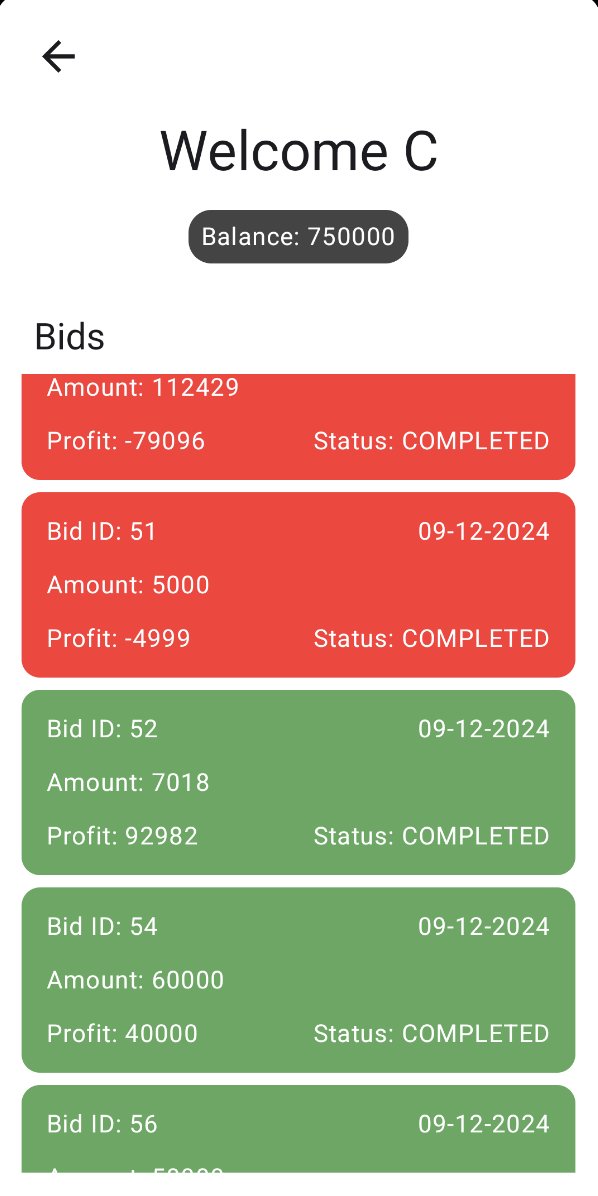 Welcome C
Balance: 750000
Bids
Amount: 112429
Profit: -79096 Status: COMPLETED
Bid ID: 51 09-12-2024
Amount: 5000
Profit: -4999 Status: COMPLETED
Bid ID: 52 09-12-2024
Amount: 7018
Profit: 92982 Status: COMPLETED
Bid ID: 54 09-12-2024
Amount: 60000
Profit: 40000 Status: COMPLETED
Bid ID: 56 09-12-2024